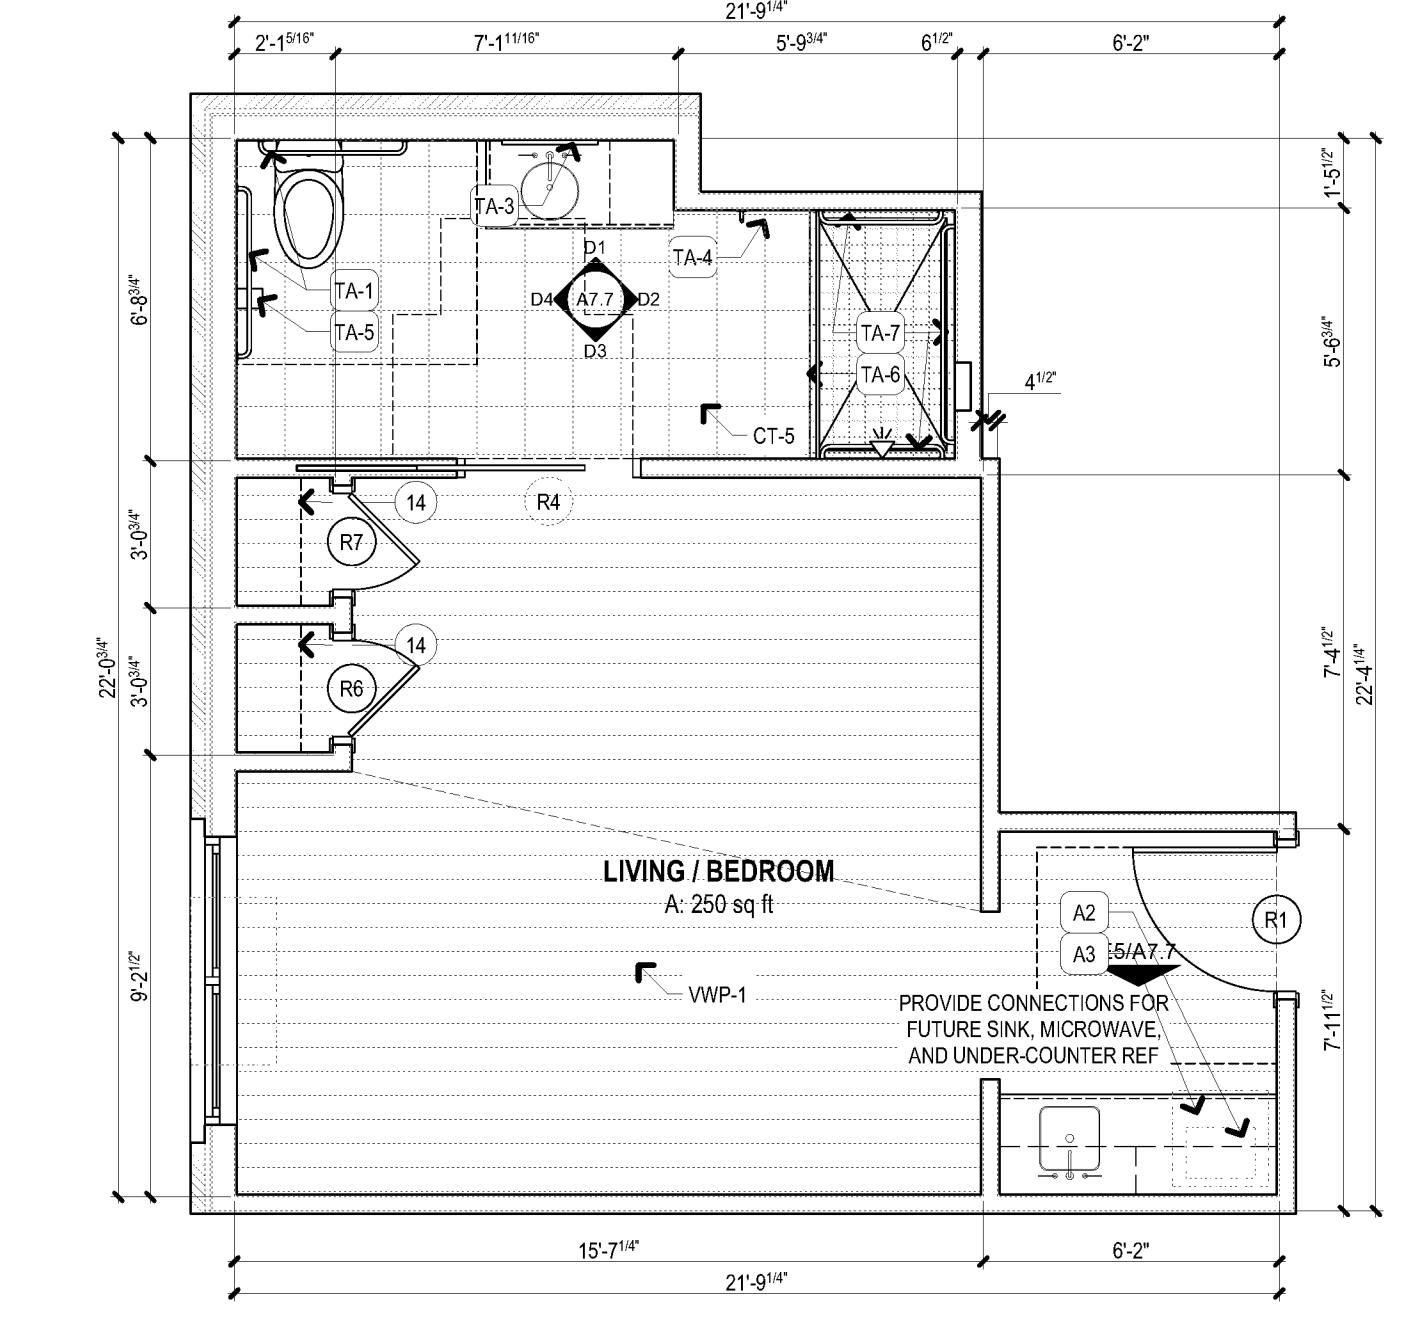 21'-9 1/4"
2'-1 5/16" 7'-1 11/16" 5'-9 3/4" 6 1/2" 6'-2"
1'-5 1/2"
TA-3
TA-4
D1
D4 A7.7 D2
D3
TA-1
TA-5
TA-7
TA-6
6'-8 3/4"
5'-6 3/4"
4 1/2"
CT-5
14
R4
R7
3'-0 3/4"
14
R6
3'-0 3/4"
22'-0 3/4"
7'-4 1/2"
22'-4 1/4"
LIVING / BEDROOM
A: 250 sq ft
A2
R1
A3
E5/A7.7
VWP-1
9'-2 1/2"
PROVIDE CONNECTIONS FOR
FUTURE SINK, MICROWAVE,
AND UNDER-COUNTER REF
7'-11 1/2"
15'-7 1/4" 6'-2"
21'-9 1/4"